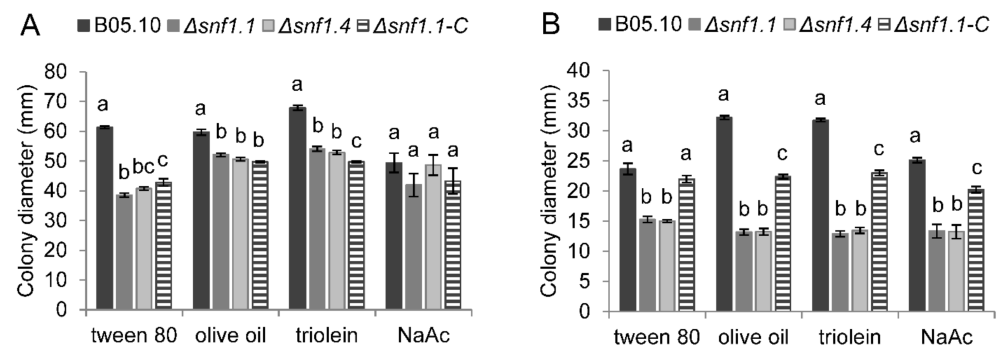 A
B05.10 Δsnf1.1 Δsnf1.4 Δsnf1.1-C
Colony diameter (mm)
80
70
60
50
40
30
20
10
0
a b bc c
a b b b
a b b c
a a a a
tween 80 olive oil triolein NaAc
B
B05.10 Δsnf1.1 Δsnf1.4 Δsnf1.1-C
Colony diameter (mm)
40
35
30
25
20
15
10
5
0
a b b a
a b b c
a b b c
a b b c
tween 80 olive oil triolein NaAc